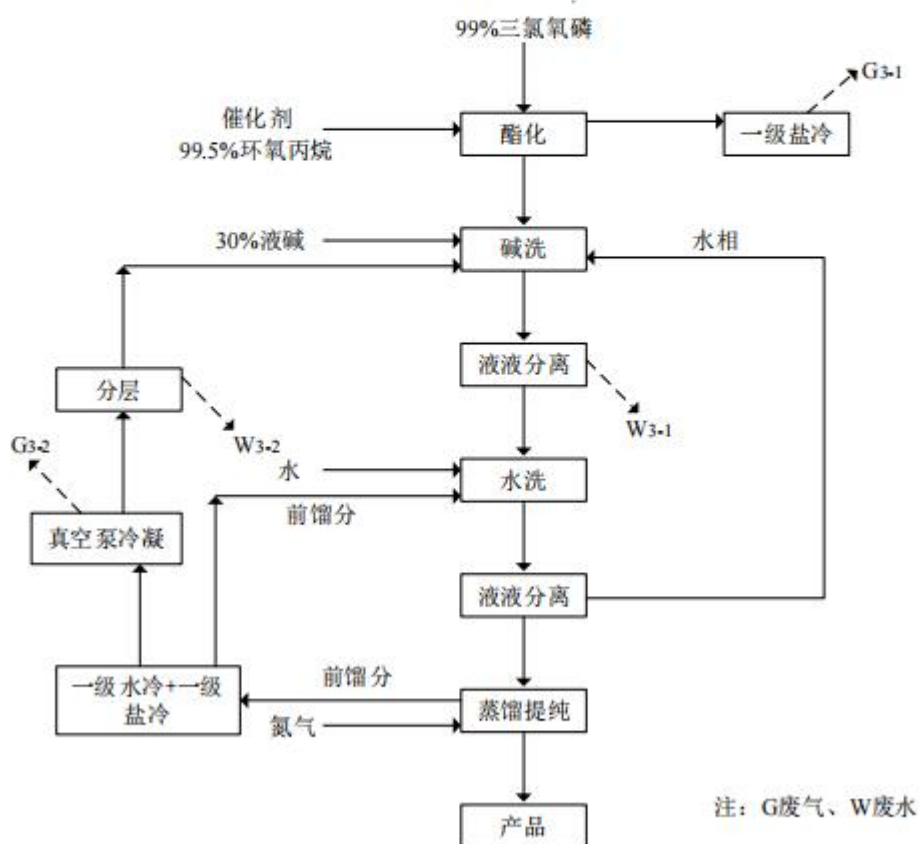 99%三氯氧磷
G3-1
催化剂
99.5%环氧丙烷
酯化
一级盐冷
30%液碱
碱洗
水相
液液分离
分层
W3-1
G3-2
W3-2
水
水洗
前馏分
真空泵冷凝
液液分离
一级水冷+一级
盐冷
前馏分
蒸馏提纯
氮气
产品
注：G废气、W废水